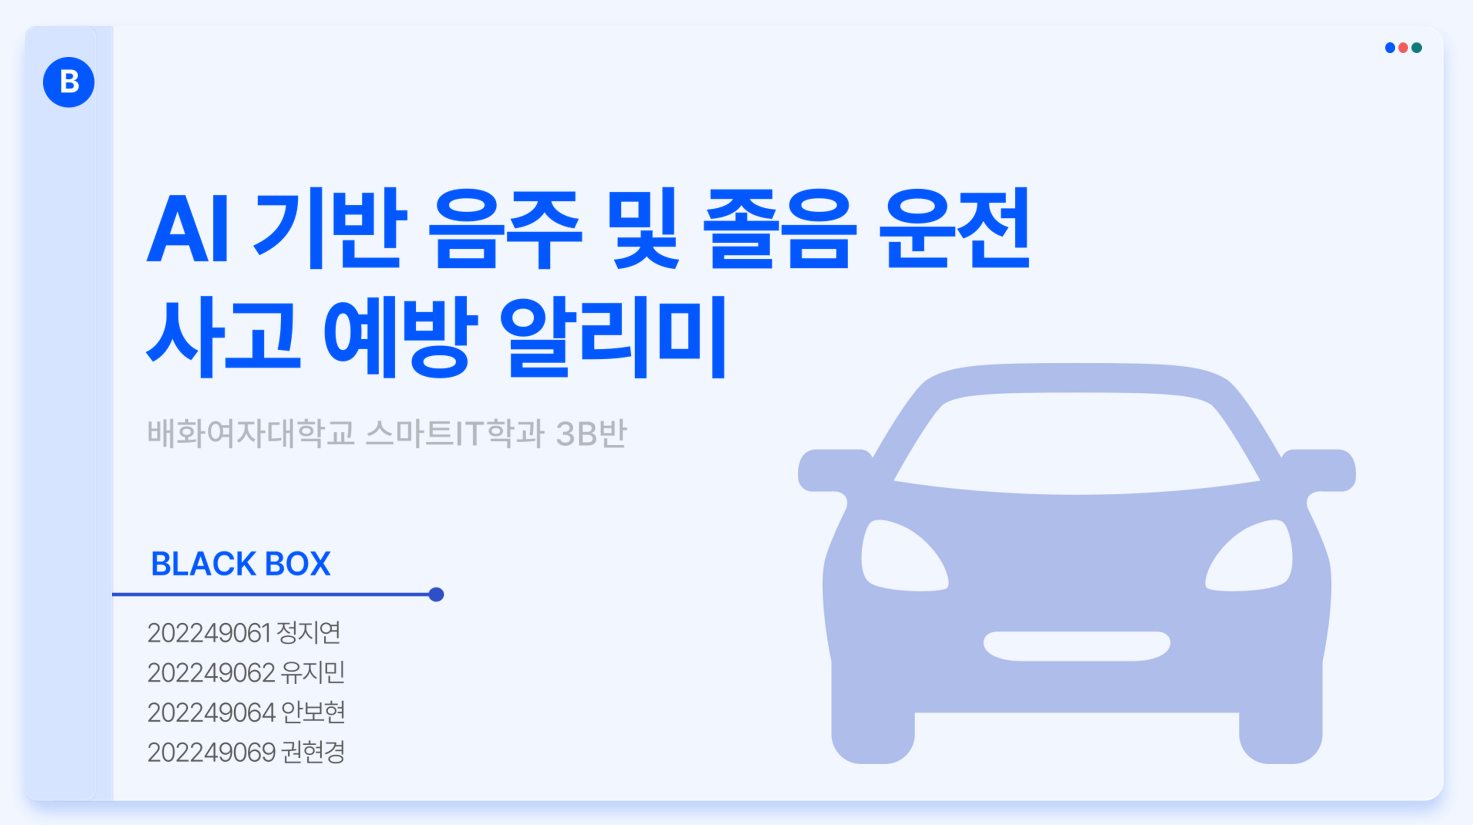 B
AI 기반 음주 및 졸음 운전
사고 예방 알리미
배화여자대학교 스마트IT학과 3B반
BLACK BOX
202249061 정지연
202249062 유지민
202249064 안보현
202249069 권현경